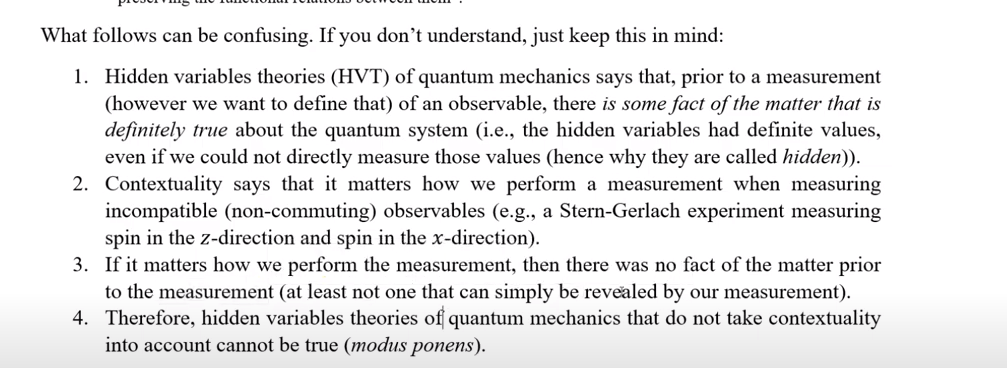 preserving the functional relations between them".
What follows can be confusing. If you don't understand, just keep this in mind:
1. Hidden variables theories (HVT) of quantum mechanics says that, prior to a measurement
(however we want to define that) of an observable, there is some fact of the matter that is
definitely true about the quantum system (i.e., the hidden variables had definite values,
even if we could not directly measure those values (hence why they are called hidden)).
2. Contextuality says that it matters how we perform a measurement when measuring
incompatible (non-commuting) observables (e.g., a Stern-Gerlach experiment measuring
spin in the z-direction and spin in the x-direction).
3. If it matters how we perform the measurement, then there was no fact of the matter prior
to the measurement (at least not one that can simply be revealed by our measurement).
4. Therefore, hidden variables theories of quantum mechanics that do not take contextuality
into account cannot be true (modus ponens).